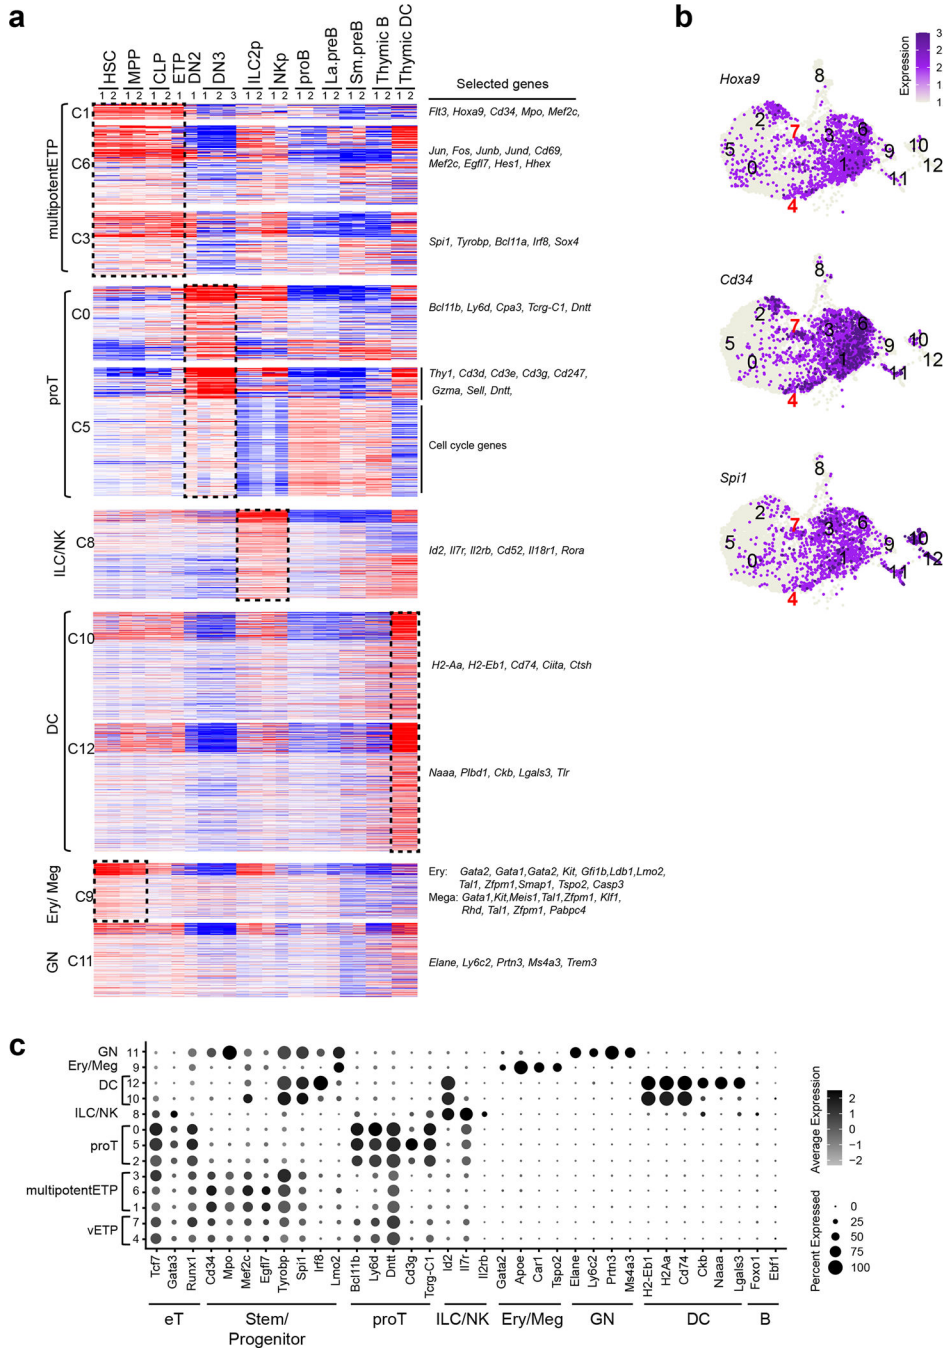 a
HSC
MPP
CLP
ETP
DN2
DN3
ILC2p
NKp
proB
La.preB
Sm.preB
Thymic B
Thymic DC
1 2 1 2 1 2 1 1 1 2 3 1 2 1 2 1 2 1 2 1 2 1 2 1 2
Selected genes
multipotentETP
C1
Flt3, Hoxa9, Cd34, Mpo, Mef2c,
C6
Jun, Fos, Junb, Jund, Cd69,
Mef2c, Egfl7, Hes1, Hhex
C3
Spi1, Tyrobp, Bcl11a, Irf8, Sox4
proT
C0
Bcl11b, Ly6d, Cpa3, Tcrg-C1, Dntt
Thy1, Cd3d, Cd3e, Cd3g, Cd247,
Gzma, Sell, Dntt,
C5
Cell cycle genes
ILC/NK
C8
Id2, Il7r, Il2rb, Cd52, Il18r1, Rora
DC
C10
H2-Aa, H2-Eb1, Cd74, Ciita, Ctsh
C12
Naaa, Plbd1, Ckb, Lgals3, Tlr
Ery/ Meg
C9
Ery: Gata2, Gata1,Gata2, Kit, Gfi1b,Ldb1,Lmo2,
Tal1, Zfpm1,Smap1, Tspo2, Casp3
Mega: Gata1,Kit,Meis1,Tal1,Zfpm1, Klf1,
Rhd, Tal1, Zfpm1, Pabpc4
GN
C11
Elane, Ly6c2, Prtn3, Ms4a3, Trem3
b
Expression
3
2
2
1
1
Hoxa9
8
2
7
3
6
5
0
1
9
10
12
11
4
Cd34
8
2
7
3
6
5
0
1
9
10
12
11
4
Spi1
8
2
7
3
6
5
0
1
9
10
12
11
4
c
GN 11
Ery/Meg 9
DC
12
10
ILC/NK 8
proT
0
5
2
multipotentETP
3
6
1
vETP
7
4
Tcf7
Gata3
Runx1
Cd34
Mpo
Mef2c
Egfl7
Tyrobp
Spi1
Irf8
Lmo2
Bcl11b
Ly6d
Dntt
Cd3g
Tcrg-C1
Id2
Il7r
Il2rb
Gata2
Apoe
Car1
Tspo2
Elane
Ly6c2
Prtn3
Ms4a3
H2-Eb1
H2Aa
Cd74
Ckb
Naaa
Lgals3
Foxo1
Ebf1
eT
Stem/
Progenitor
proT
ILC/NK
Ery/Meg
GN
DC
B
Average Expression
2
1
0
−1
−2
Percent Expressed
0
25
50
75
100